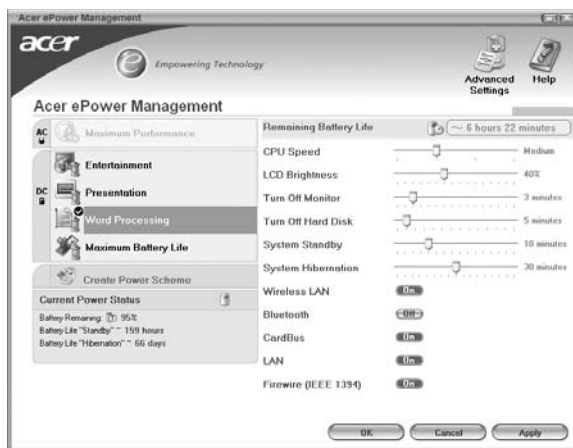 Acer ePower Management
acer
e Empowering Technology
Advanced Settings
Help
Acer ePower Management
AC
Maximum Performance
DC
Entertainment
Presentation
Word Processing
Maximum Battery Life
Create Power Scheme
Current Power Status
Battery Remaining: 95%
Battery Life "Standby" ~ 159 hours
Battery Life "Hibernation" ~ 66 days
Remaining Battery Life ~ 6 hours 22 minutes
CPU Speed Medium
LCD Brightness 40%
Turn Off Monitor 3 minutes
Turn Off Hard Disk 5 minutes
System Standby 10 minutes
System Hibernation 30 minutes
Wireless LAN On
Bluetooth Off
CardBus On
LAN On
Firewire (IEEE 1394) On
OK Cancel Apply